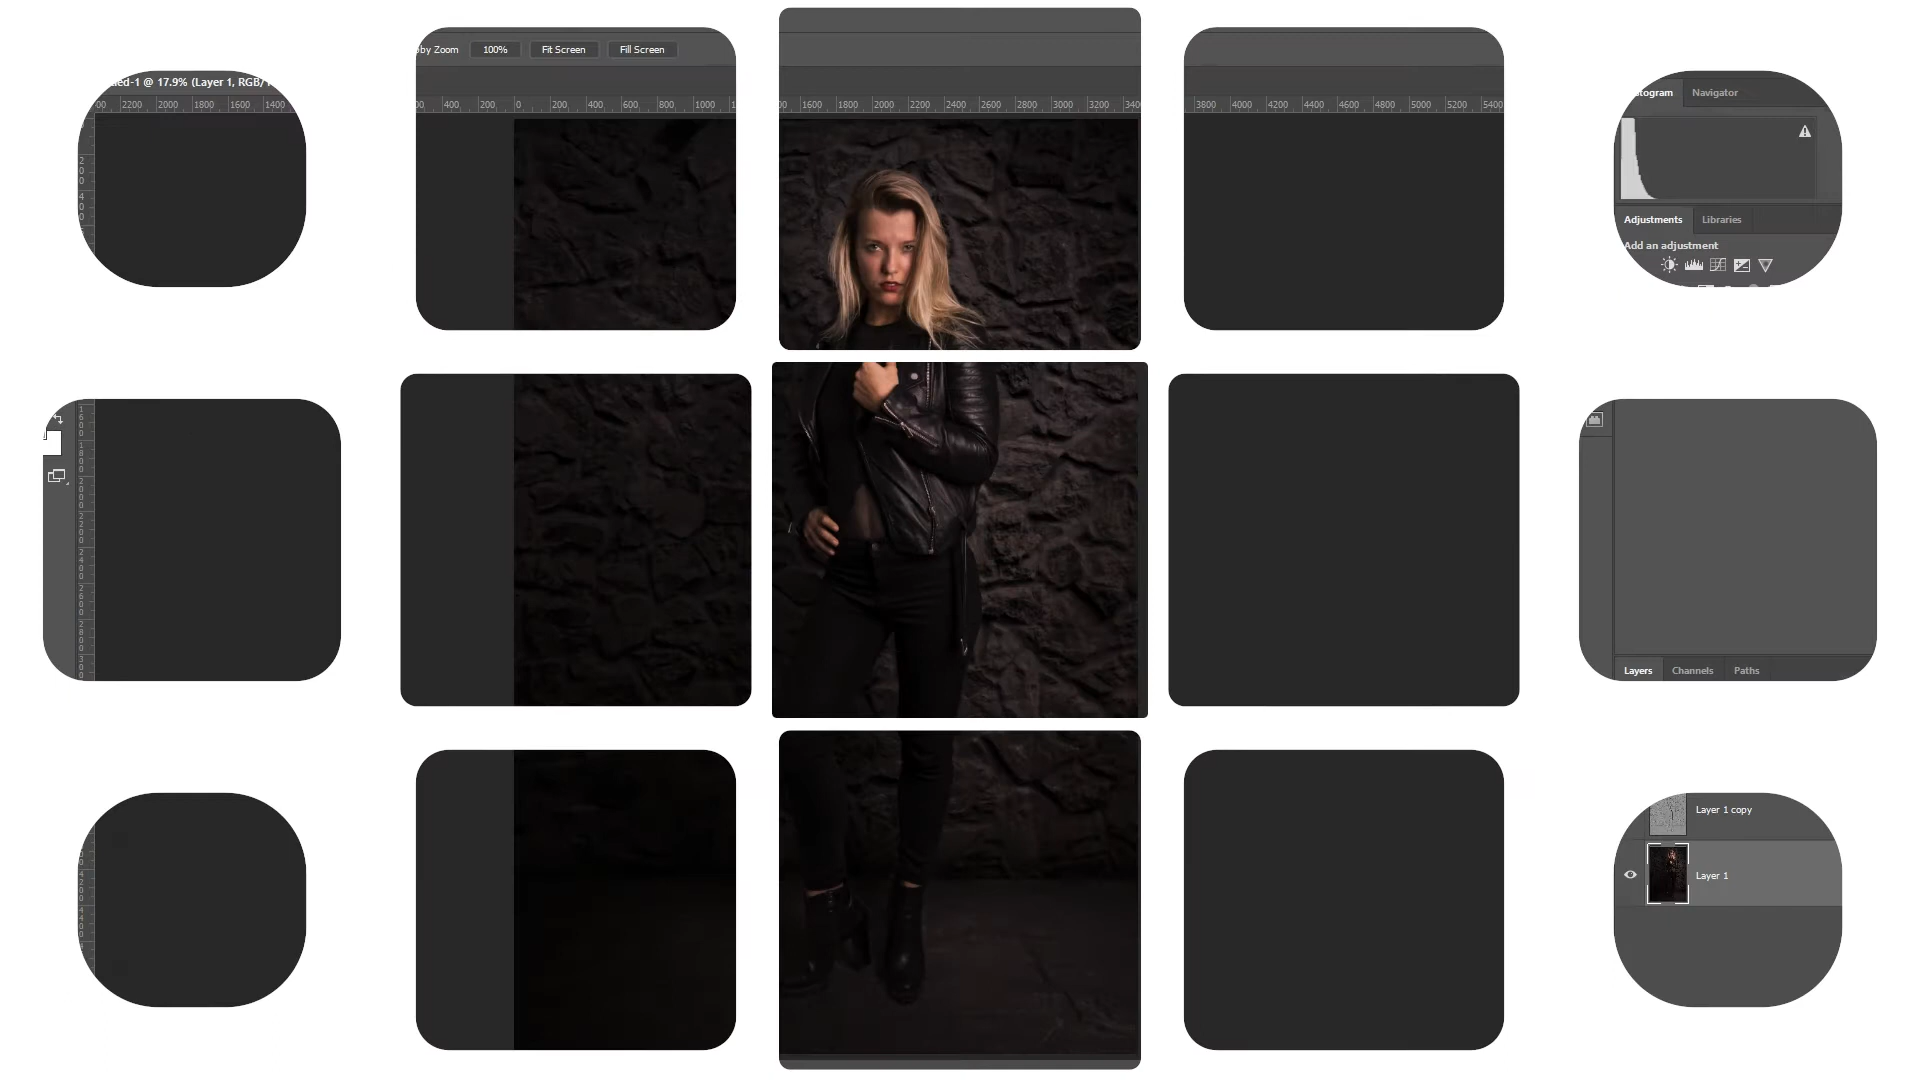 by Zoom 100% Fit Screen Fill Screen
ed-1 @ 17.9% (Layer 1, RGB/
Histogram Navigator
2200 2000 1800 1600 1400
400 200 0 200 400 600 800 1000
1600 1800 2000 2200 2400 2600 2800 3000 3200 3400
3800 4000 4200 4400 4600 4800 5000 5200 5400
Adjustments Libraries
Add an adjustment
Layers Channels Paths
Layer 1 copy
Layer 1